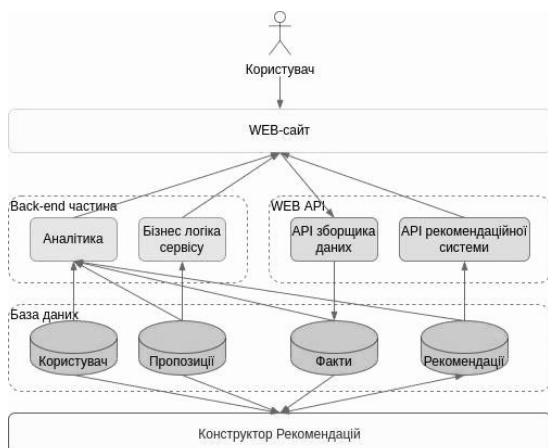 Користувач
WEB-сайт
Back-end частина
WEB API
Аналітика
Бізнес логіка
сервісу
API зборщика
даних
API рекомендаційної
системи
База даних
Користувач
Пропозиції
Факти
Рекомендації
Конструктор Рекомендацій